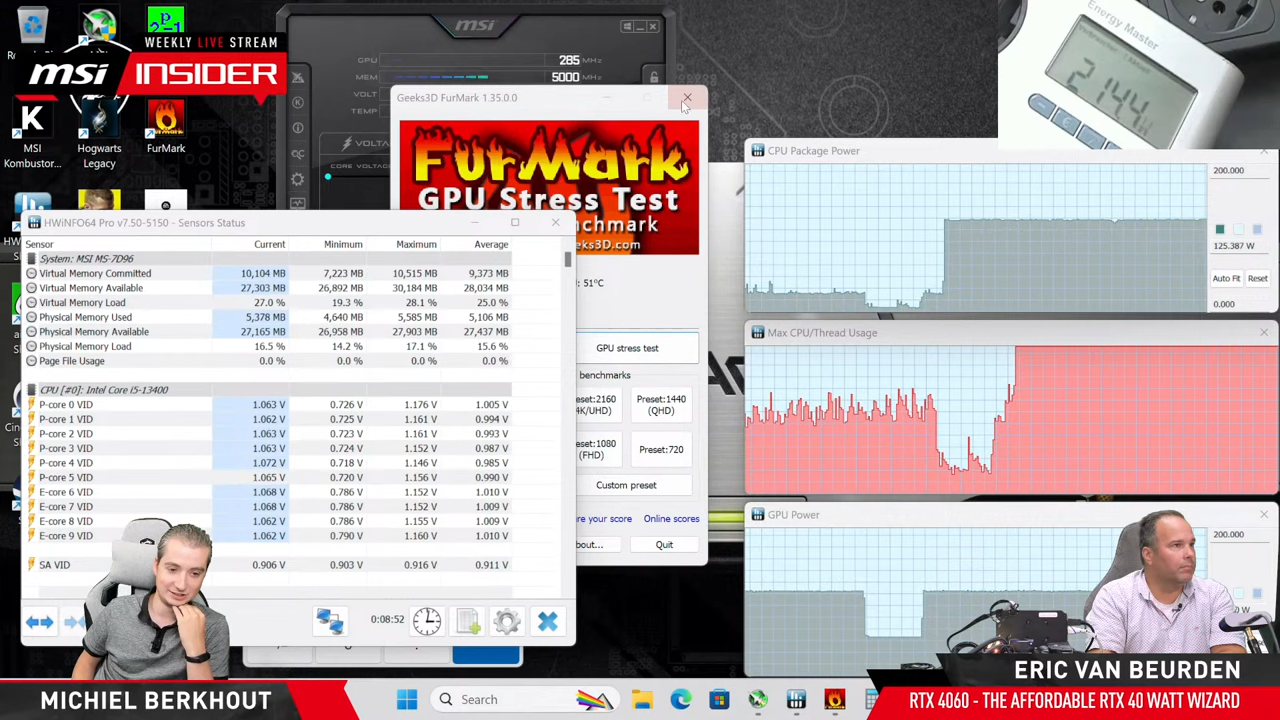 WEEKLY LIVE STREAM
msi INSIDER
MSI
Kombustor...
Hogwarts
Legacy
FurMark
msi
CPU
285 MHz
MEM
5000 MHz
VOLT
TEMP
VOLTA
CORE VOLTAGE
Geeks3D FurMark 1.35.0.0
FurMark
GPU Stress Test
51°C
GPU stress test
benchmarks
Preset:1440
(QHD)
(FHD)
Preset:720
Custom preset
Online scores
Quit
Energy Master
214.4
HWiNFO64 Pro v7.50-5150 - Sensors Status
Sensor Current Minimum Maximum Average
System: MSI MS-7D96
Virtual Memory Committed 10,104 MB 7,223 MB 10,515 MB 9,373 MB
Virtual Memory Available 27,303 MB 26,892 MB 30,184 MB 28,034 MB
Virtual Memory Load 27.0 % 19.3 % 28.1 % 25.0 %
Physical Memory Used 5,378 MB 4,640 MB 5,585 MB 5,106 MB
Physical Memory Available 27,165 MB 26,958 MB 27,903 MB 27,437 MB
Physical Memory Load 16.5 % 14.2 % 17.1 % 15.6 %
Page File Usage 0.0 % 0.0 % 0.0 % 0.0 %
CPU [#0]: Intel Core i5-13400
P-core 0 VID 1.063 V 0.726 V 1.176 V 1.005 V
P-core 1 VID 1.062 V 0.725 V 1.161 V 0.994 V
P-core 2 VID 1.063 V 0.723 V 1.161 V 0.993 V
P-core 3 VID 1.063 V 0.724 V 1.152 V 0.987 V
P-core 4 VID 1.072 V 0.718 V 1.146 V 0.985 V
P-core 5 VID 1.065 V 0.720 V 1.156 V 0.990 V
E-core 6 VID 1.068 V 0.786 V 1.152 V 1.010 V
E-core 7 VID 1.068 V 0.786 V 1.152 V 1.009 V
E-core 8 VID 1.062 V 0.786 V 1.155 V 1.009 V
E-core 9 VID 1.062 V 0.790 V 1.160 V 1.010 V
SA VID 0.906 V 0.903 V 0.916 V 0.911 V
0:08:52
CPU Package Power
200.000
125.387 W
Auto Fit Reset
0.000
Max CPU/Thread Usage
GPU Power
200.000
Search
MICHIEL BERKHOUT
ERIC VAN BEURDEN
RTX 4060 - THE AFFORDABLE RTX 40 WATT WIZARD